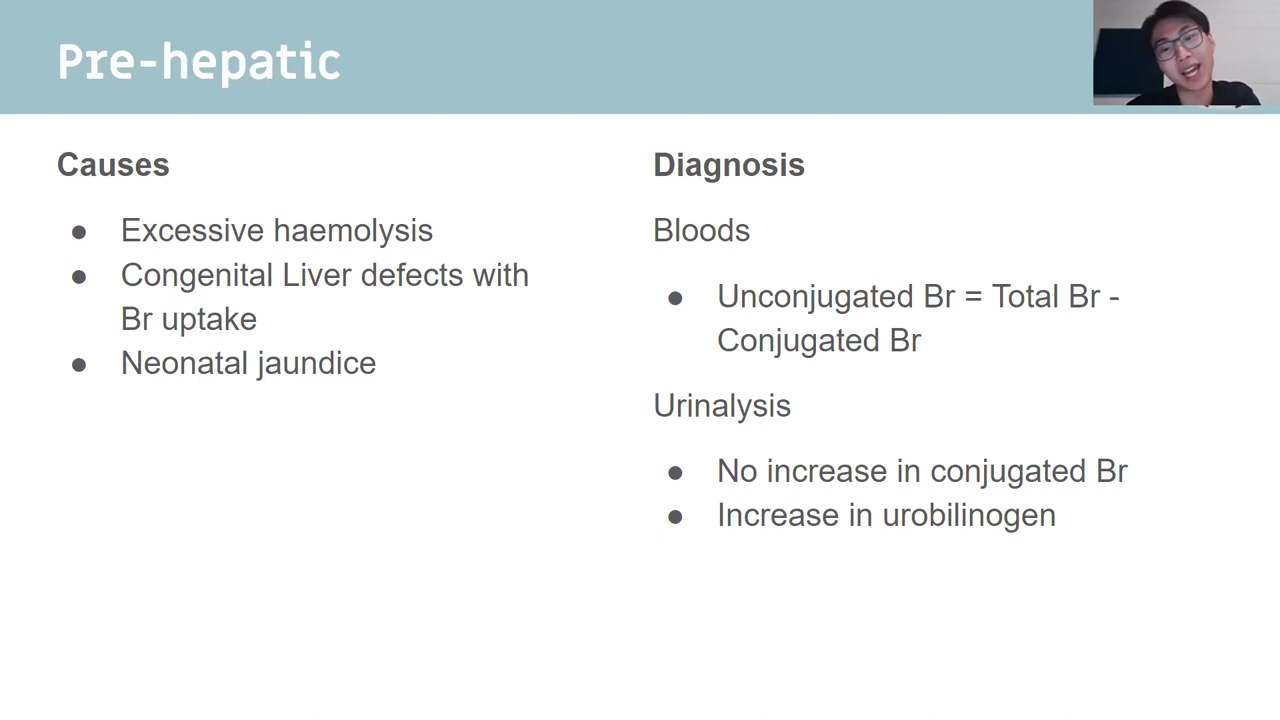 Pre-hepatic
Causes
● Excessive haemolysis
● Congenital Liver defects with
Br uptake
● Neonatal jaundice
Diagnosis
Bloods
● Unconjugated Br = Total Br -
Conjugated Br
Urinalysis
● No increase in conjugated Br
● Increase in urobilinogen